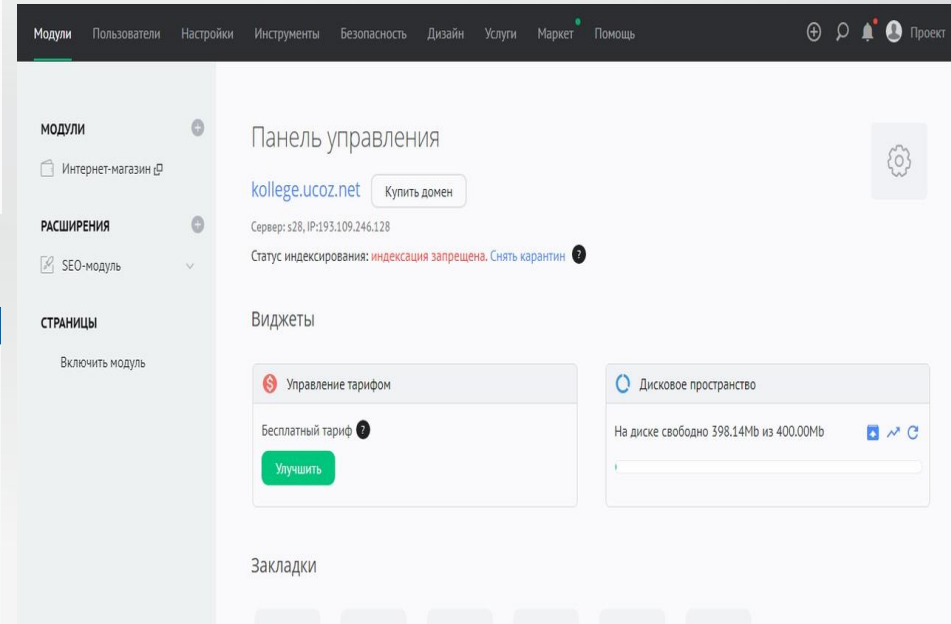 Модули Пользователи Настройки Инструменты Безопасность Дизайн Услуги Маркет Помощь Проект
МОДУЛИ
Интернет-магазин
РАСШИРЕНИЯ
SEO-модуль
СТРАНИЦЫ
Включить модуль
Панель управления
kollege.ucoz.net Купить домен
Сервер: s28, IP:193.109.246.128
Статус индексирования: индексация запрещена. Снять карантин ?
Виджеты
Управление тарифом
Бесплатный тариф ?
Улучшить
Дисковое пространство
На диске свободно 398.14Mb из 400.00Mb
Закладки